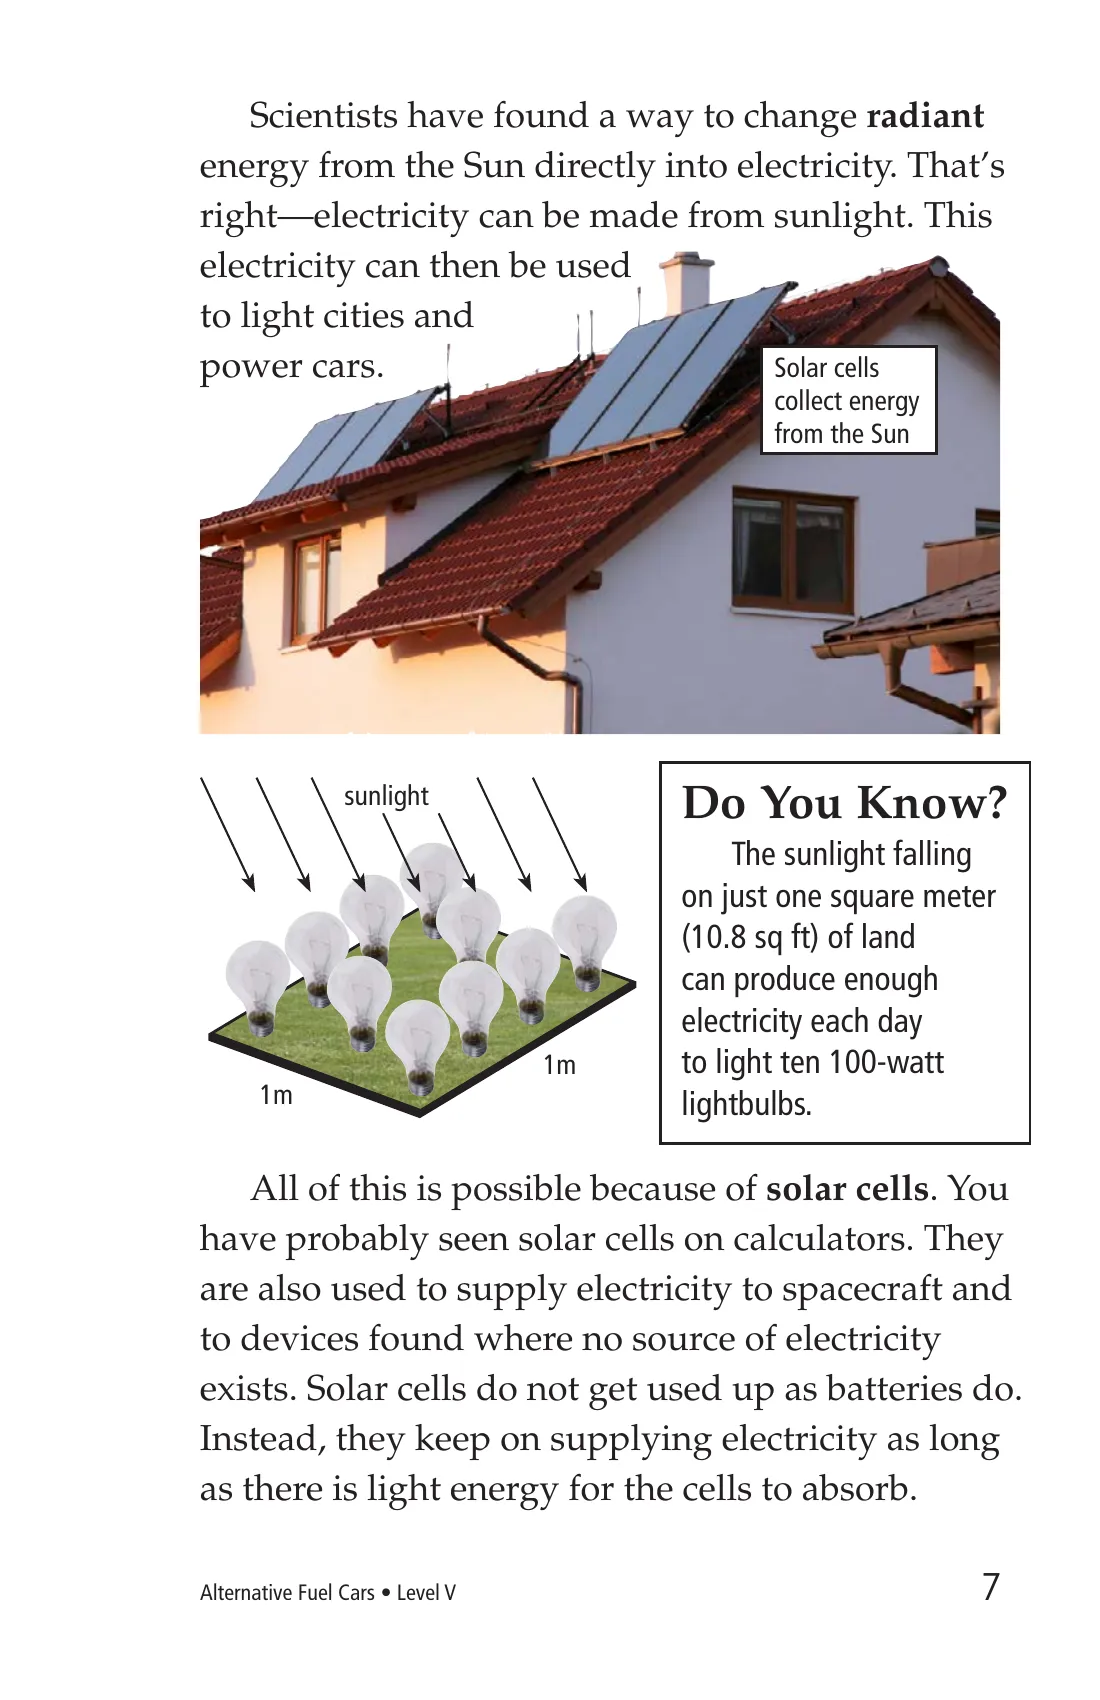 Scientists have found a way to change radiant
energy from the Sun directly into electricity. That’s
right—electricity can be made from sunlight. This
electricity can then be used
to light cities and
power cars.
Solar cells
collect energy
from the Sun
sunlight
1m
1m
Do You Know?
The sunlight falling
on just one square meter
(10.8 sq ft) of land
can produce enough
electricity each day
to light ten 100-watt
lightbulbs.
All of this is possible because of solar cells. You
have probably seen solar cells on calculators. They
are also used to supply electricity to spacecraft and
to devices found where no source of electricity
exists. Solar cells do not get used up as batteries do.
Instead, they keep on supplying electricity as long
as there is light energy for the cells to absorb.
Alternative Fuel Cars • Level V
7